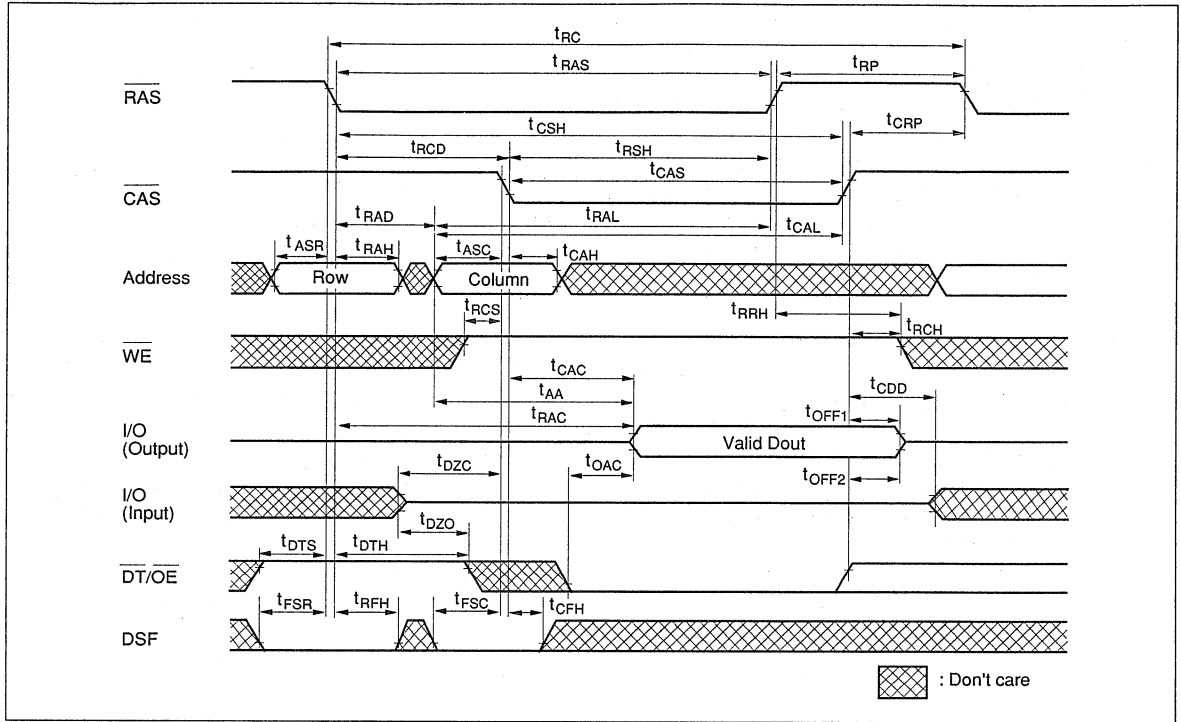 tRC
tRAS
tRP
RAS
tCSH
tCRP
tRCD
tRSH
tCAS
CAS
tRAD
tRAL
tCAL
tASR
tRAH
tASC
tCAH
Address
Row
Column
tRRH
tRCS
tRCH
WE
tCAC
tCDD
tAA
tRAC
tOFF1
I/O
(Output)
Valid Dout
tDZC
tOAC
tOFF2
I/O
(Input)
tDZO
tDTS
tDTH
DT/OE
tFSR
tRFH
tFSC
tCFH
DSF
: Don't care